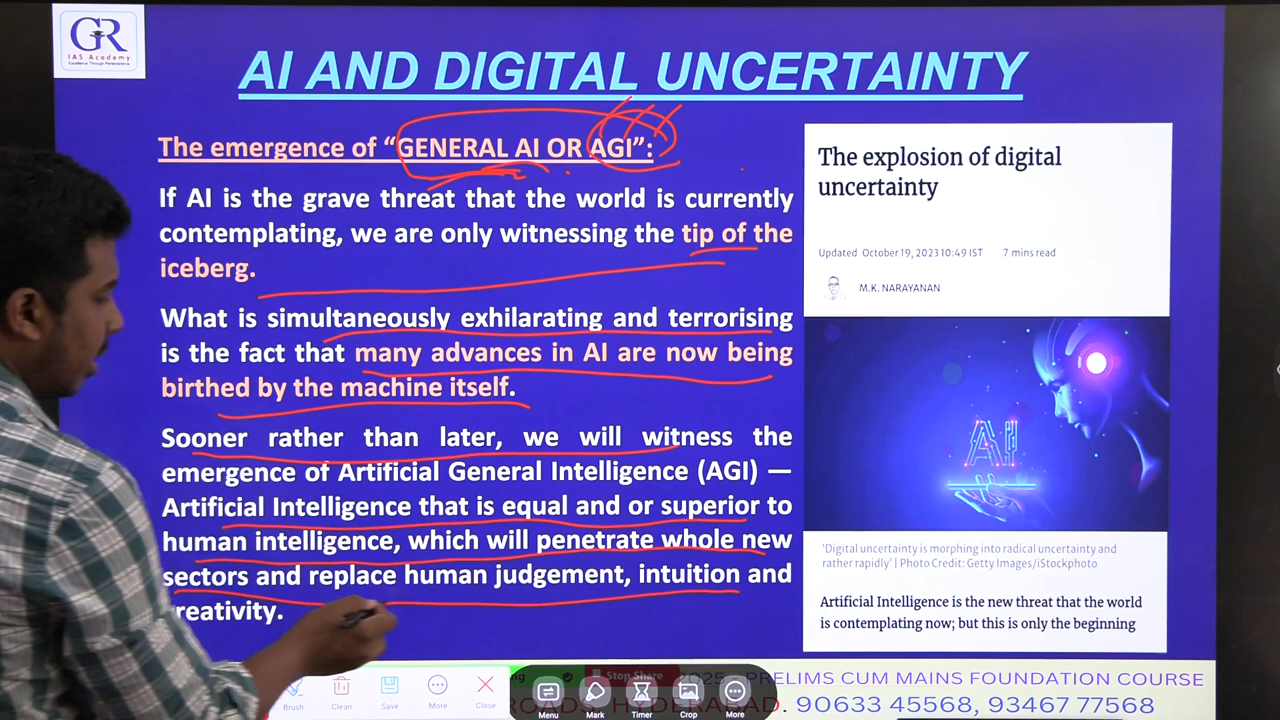 GR
IAS Academy
Excellence Through Perseverance
AI AND DIGITAL UNCERTAINTY
The emergence of “GENERAL AI OR AGI”:
If AI is the grave threat that the world is currently
contemplating, we are only witnessing the tip of the
iceberg.
What is simultaneously exhilarating and terrorising
is the fact that many advances in AI are now being
birthed by the machine itself.
Sooner rather than later, we will witness the
emergence of Artificial General Intelligence (AGI) —
Artificial Intelligence that is equal and or superior to
human intelligence, which will penetrate whole new
sectors and replace human judgement, intuition and
creativity.
The explosion of digital
uncertainty
Updated October 19, 2023 10:49 IST 7 mins read
M.K. NARAYANAN
AI
'Digital uncertainty is morphing into radical uncertainty and
rather rapidly' | Photo Credit: Getty Images/iStockphoto
Artificial Intelligence is the new threat that the world
is contemplating now; but this is only the beginning
Stop Share
PRELIMS CUM MAINS FOUNDATION COURSE
ROADS HYDERABAD. 90633 45568, 93467 77568
Brush Clean Save More Close
Menu Mark Timer Crop More